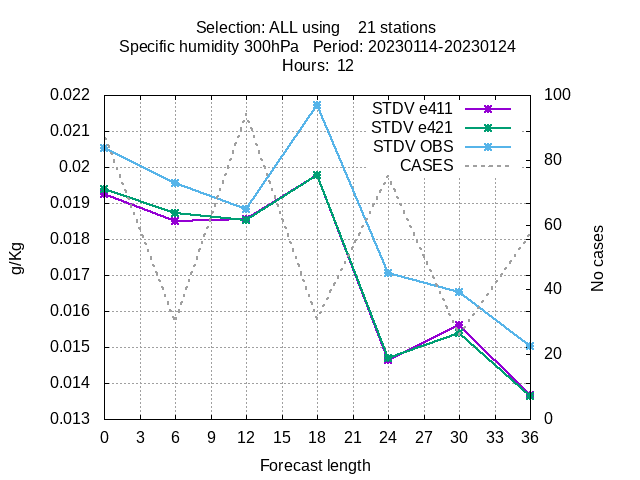 Selection: ALL using    21 stations
Specific humidity 300hPa   Period: 20230114-20230124
Hours:  12
STDV e411
STDV e421
STDV OBS
CASES
0.022
0.021
0.02
0.019
0.018
0.017
0.016
0.015
0.014
0.013
100
80
60
40
20
0
g/Kg
No cases
0 3 6 9 12 15 18 21 24 27 30 33 36
Forecast length